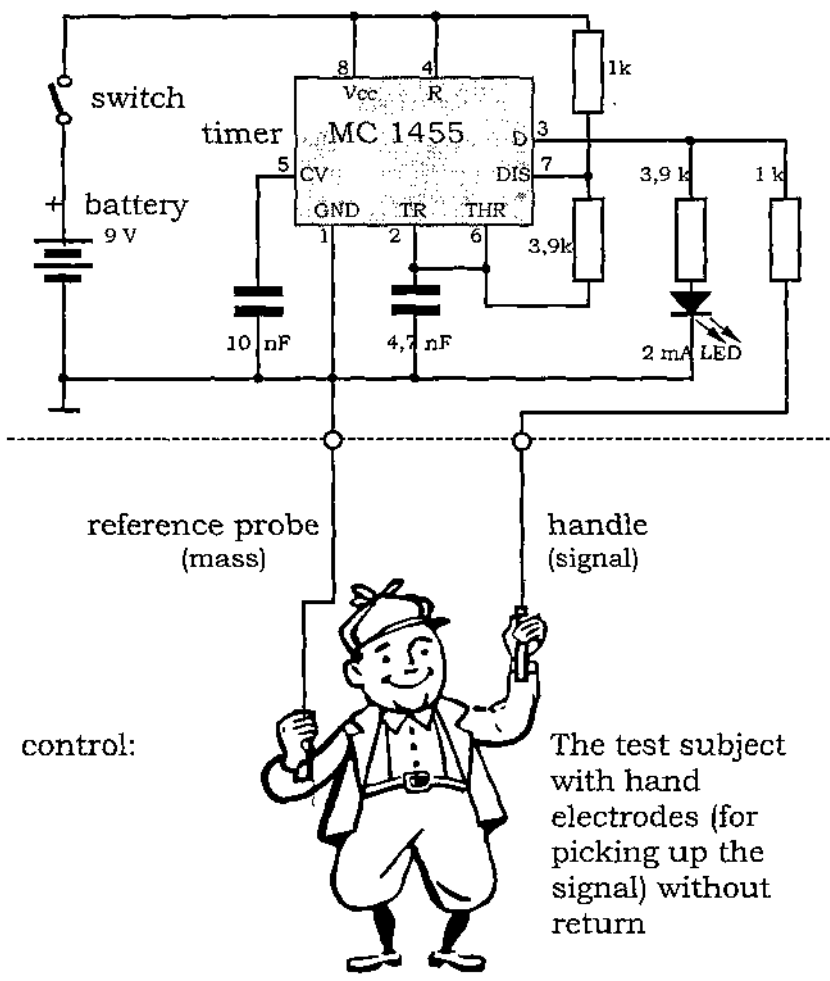 8
4
Vcc
R
1k
switch
timer
MC 1455
D
3
5
CV
DIS
7
3,9 k
1 k
+
battery
9 V
GND
TR
THR
1
2
6
3,9k
10 nF
4,7 nF
2 mA LED
reference probe
(mass)
handle
(signal)
control:
The test subject
with hand
electrodes (for
picking up the
signal) without
return